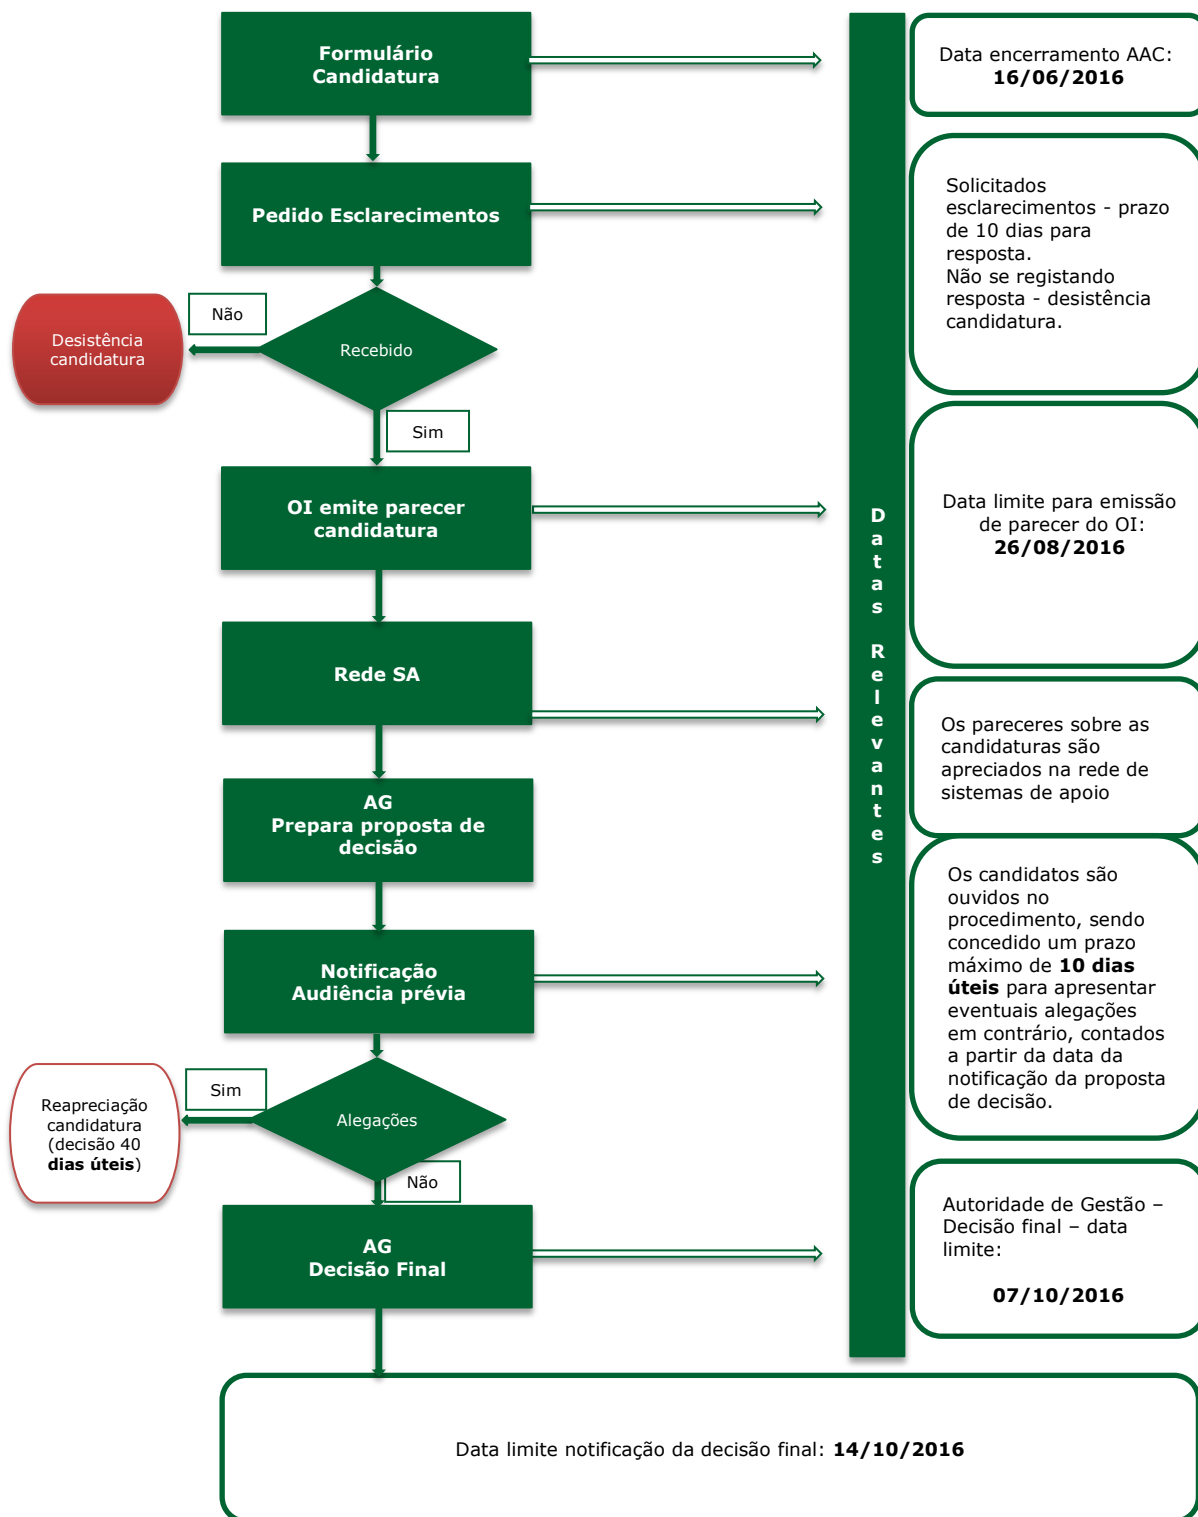 Formulário
Candidatura
Data encerramento AAC:
16/06/2016
Pedido Esclarecimentos
Solicitados
esclarecimentos - prazo
de 10 dias para
resposta.
Não se registando
resposta - desistência
candidatura.
Não
Desistência
candidatura
Recebido
Sim
OI emite parecer
candidatura
Data limite para emissão
de parecer do OI:
26/08/2016
Datas Relevantes
Rede SA
Os pareceres sobre as
candidaturas são
apreciados na rede de
sistemas de apoio
AG
Prepara proposta de
decisão
Notificação
Audiência prévia
Os candidatos são
ouvidos no
procedimento, sendo
concedido um prazo
máximo de 10 dias
úteis para apresentar
eventuais alegações
em contrário, contados
a partir da data da
notificação da proposta
de decisão.
Sim
Reapreciação
candidatura
(decisão 40
dias úteis)
Alegações
Não
AG
Decisão Final
Autoridade de Gestão –
Decisão final – data
limite:
07/10/2016
Data limite notificação da decisão final: 14/10/2016